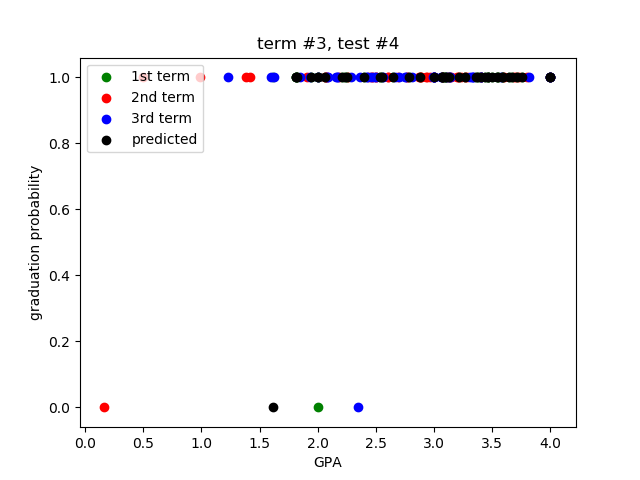 term #3, test #4
1st term
2nd term
3rd term
predicted
graduation probability
1.0
0.8
0.6
0.4
0.2
0.0
0.0 0.5 1.0 1.5 2.0 2.5 3.0 3.5 4.0
GPA